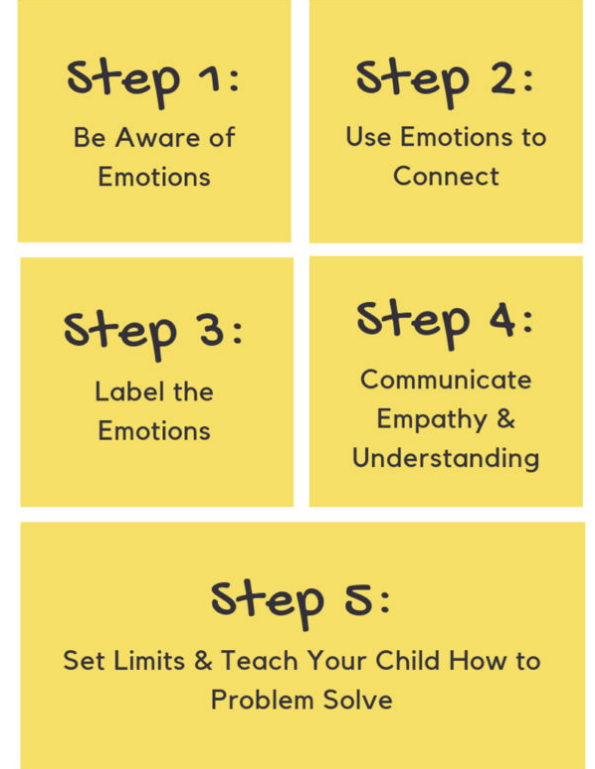 Step 1:
Be Aware of
Emotions
Step 2:
Use Emotions to
Connect
Step 3:
Label the
Emotions
Step 4:
Communicate
Empathy &
Understanding
Step 5:
Set Limits & Teach Your Child How to
Problem Solve